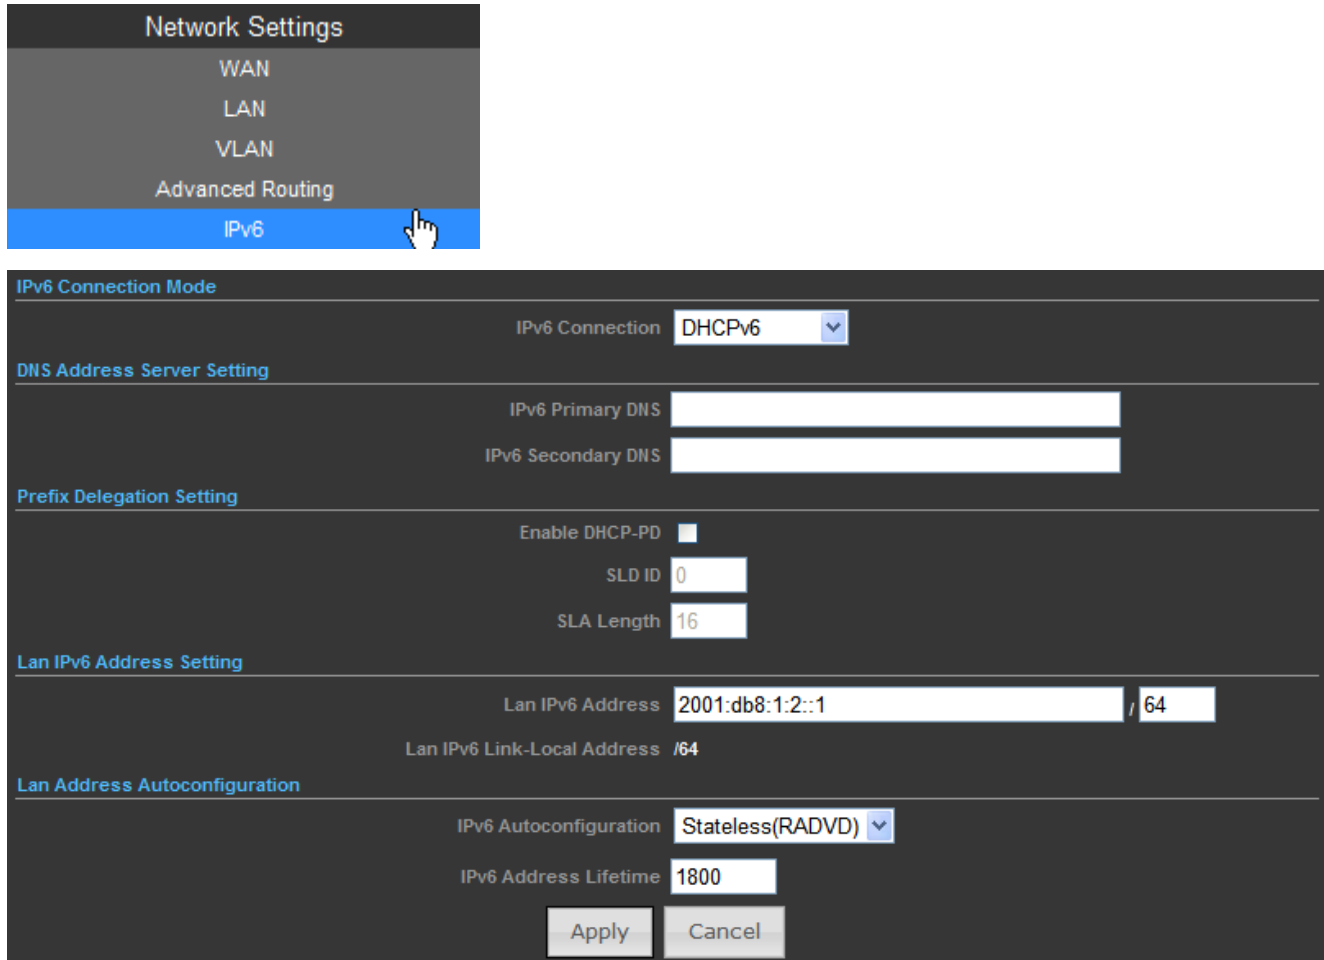 Network Settings
WAN
LAN
VLAN
Advanced Routing
IPv6
IPv6 Connection Mode
IPv6 Connection DHCPv6
DNS Address Server Setting
IPv6 Primary DNS
IPv6 Secondary DNS
Prefix Delegation Setting
Enable DHCP-PD
SLD ID 0
SLA Length 16
Lan IPv6 Address Setting
Lan IPv6 Address 2001:db8:1:2::1 / 64
Lan IPv6 Link-Local Address /64
Lan Address Autoconfiguration
IPv6 Autoconfiguration Stateless(RADVD)
IPv6 Address Lifetime 1800
Apply Cancel